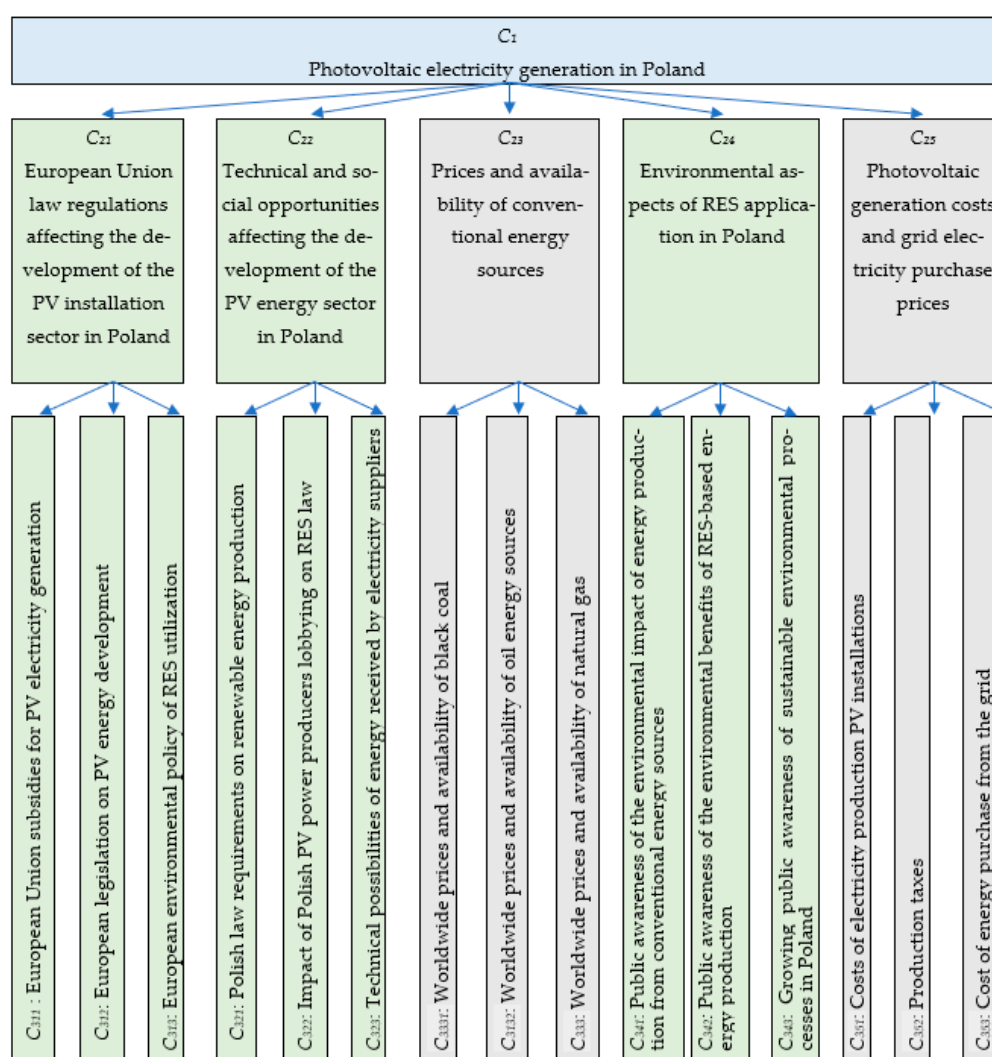 C₁
Photovoltaic electricity generation in Poland
C₂₁
European Union
law regulations
affecting the de-
velopment of the
PV installation
sector in Poland
C₂₂
Technical and so-
cial opportunities
affecting the de-
velopment of the
PV energy sector
in Poland
C₂₃
Prices and availa-
bility of conven-
tional energy
sources
C₂₄
Environmental as-
pects of RES applica-
tion in Poland
C₂₅
Photovoltaic
generation costs
and grid elec-
tricity purchase
prices
C₃₁₁ : European Union subsidies for PV electricity generation
C₃₁₂: European legislation on PV energy development
C₃₁₃: European environmental policy of RES utilization
C₃₂₁: Polish law requirements on renewable energy production
C₃₂₂: Impact of Polish PV power producers lobbying on RES law
C₃₂₃: Technical possibilities of energy received by electricity suppliers
C₃₃₃₁: Worldwide prices and availability of black coal
C₃₁₃₂: Worldwide prices and availability of oil energy sources
C₃₃₃: Worldwide prices and availability of natural gas
C₃₄₁: Public awareness of the environmental impact of energy produc-
tion from conventional energy sources
C₃₄₂: Public awareness of the environmental benefits of RES-based en-
ergy production
C₃₄₃: Growing public awareness of sustainable environmental pro-
cesses in Poland
C₃₅₁: Costs of electricity production PV installations
C₃₅₂: Production taxes
C₃₅₃: Cost of energy purchase from the grid